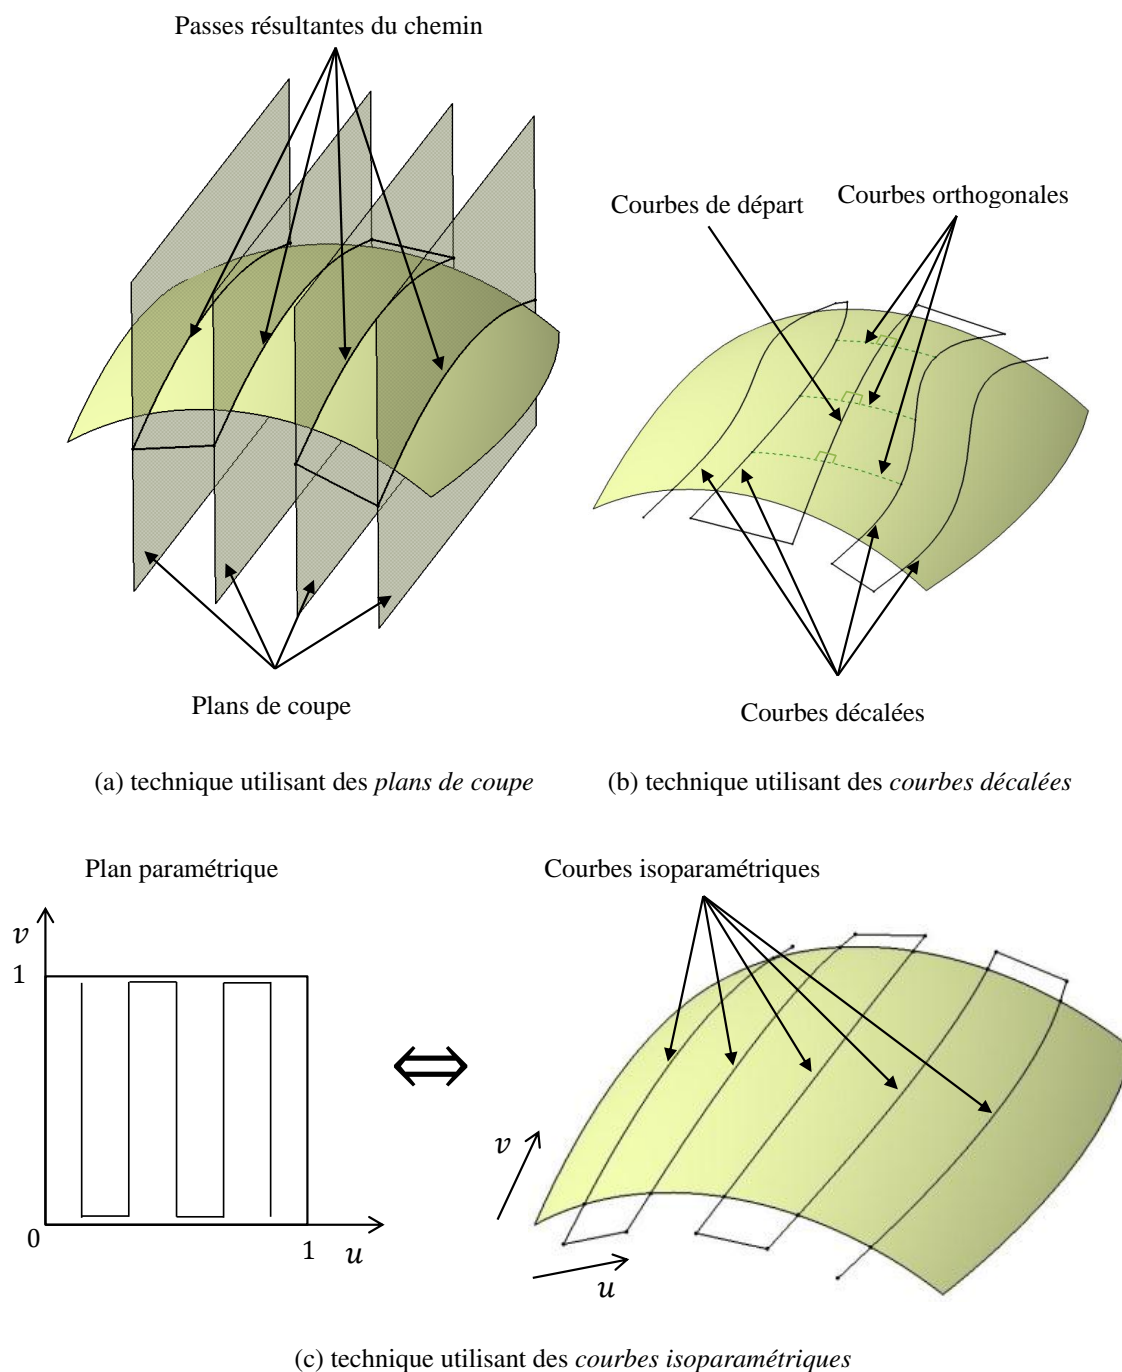 Passes résultantes du chemin
Courbes de départ
Courbes orthogonales
Plans de coupe
Courbes décalées
(a) technique utilisant des plans de coupe
(b) technique utilisant des courbes décalées
Plan paramétrique
Courbes isoparamétriques
v
1
0
1
u
v
u
(c) technique utilisant des courbes isoparamétriques